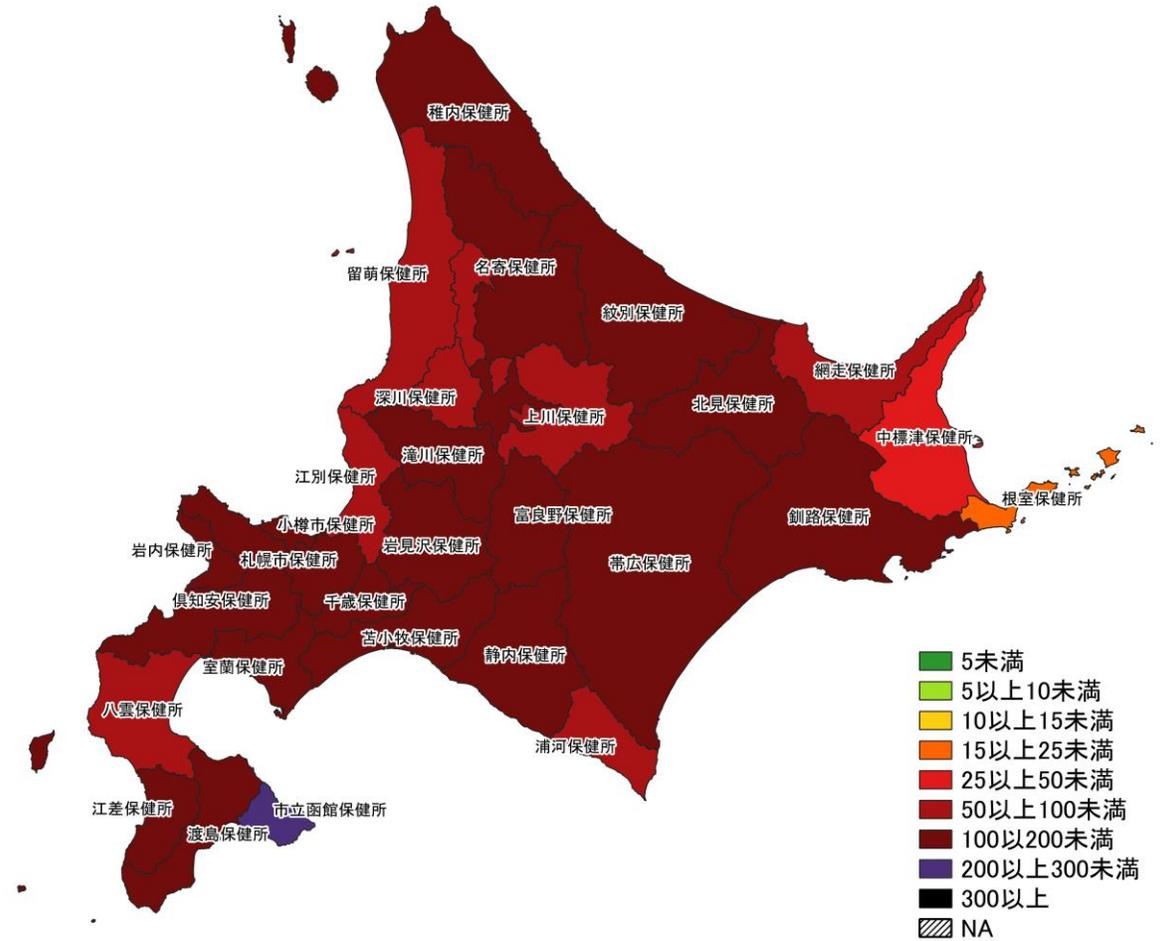 稚内保健所
名寄保健所
留萌保健所
紋別保健所
網走保健所
深川保健所
上川保健所
北見保健所
中標津保健所
滝川保健所
江別保健所
根室保健所
小樽市保健所
富良野保健所
釧路保健所
岩内保健所
札幌市保健所
岩見沢保健所
帯広保健所
倶知安保健所
千歳保健所
苫小牧保健所
室蘭保健所
静内保健所
八雲保健所
浦河保健所
江差保健所
市立函館保健所
渡島保健所
5未満
5以上10未満
10以上15未満
15以上25未満
25以上50未満
50以上100未満
100以200未満
200以上300未満
300以上
NA